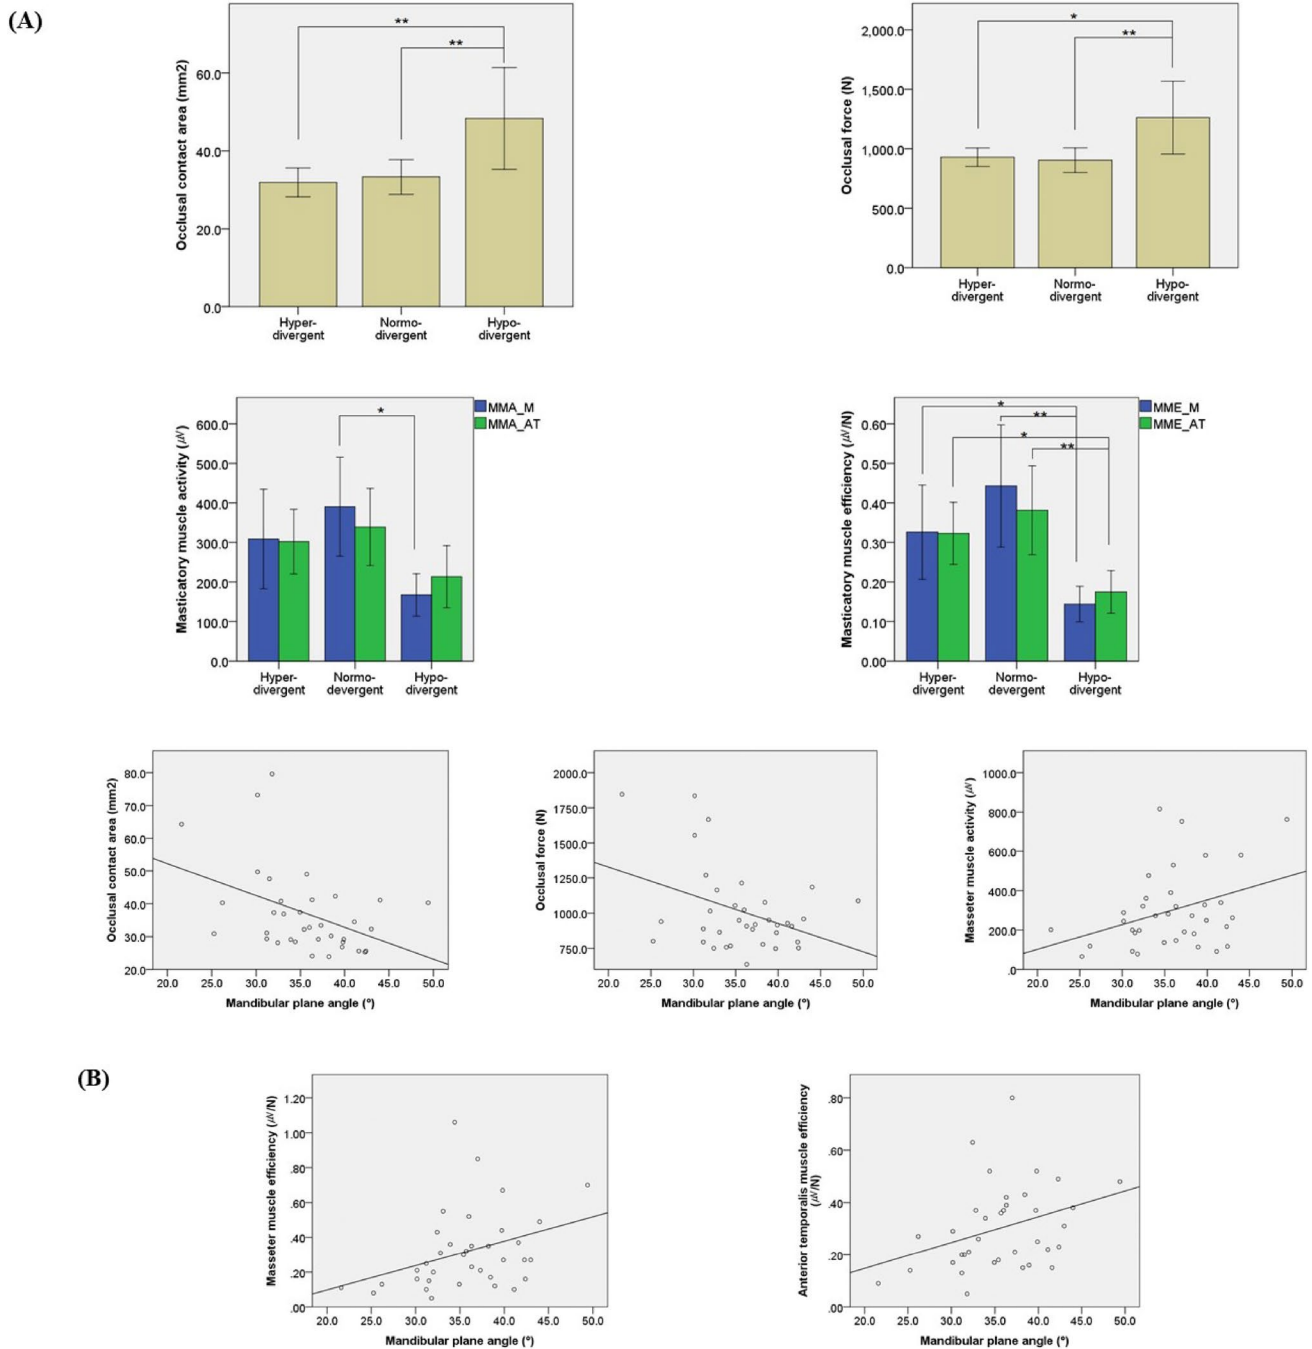 (A)
**
**
Occlusal contact area (mm2)
60.0
40.0
20.0
0.0
Hyper-
divergent
Normo-
divergent
Hypo-
divergent
*
**
Occlusal force (N)
2,000.0
1,500.0
1,000.0
500.0
0.0
Hyper-
divergent
Normo-
divergent
Hypo-
divergent
MMA_M
MMA_AT
*
Masticatory muscle activity (μV)
600.0
500.0
400.0
300.0
200.0
100.0
0.0
Hyper-
divergent
Normo-
devergent
Hypo-
divergent
MME_M
MME_AT
*
**
*
**
Masticatory muscle efficiency (μV/N)
0.60
0.50
0.40
0.30
0.20
0.10
0.00
Hyper-
divergent
Normo-
devergent
Hypo-
divergent
Occlusal contact area (mm2)
80.0
70.0
60.0
50.0
40.0
30.0
20.0
20.0 25.0 30.0 35.0 40.0 45.0 50.0
Mandibular plane angle (º)
Occlusal force (N)
2000.0
1750.0
1500.0
1250.0
1000.0
750.0
20.0 25.0 30.0 35.0 40.0 45.0 50.0
Mandibular plane angle (º)
Masseter muscle activity (μV)
1000.0
800.0
600.0
400.0
200.0
.0
20.0 25.0 30.0 35.0 40.0 45.0 50.0
Mandibular plane angle (º)
(B)
Masseter muscle efficiency (μV/N)
1.20
1.00
.80
.60
.40
.20
.00
20.0 25.0 30.0 35.0 40.0 45.0 50.0
Mandibular plane angle (º)
Anterior temporalis muscle efficiency
(μV/N)
.80
.60
.40
.20
.00
20.0 25.0 30.0 35.0 40.0 45.0 50.0
Mandibular plane angle (º)